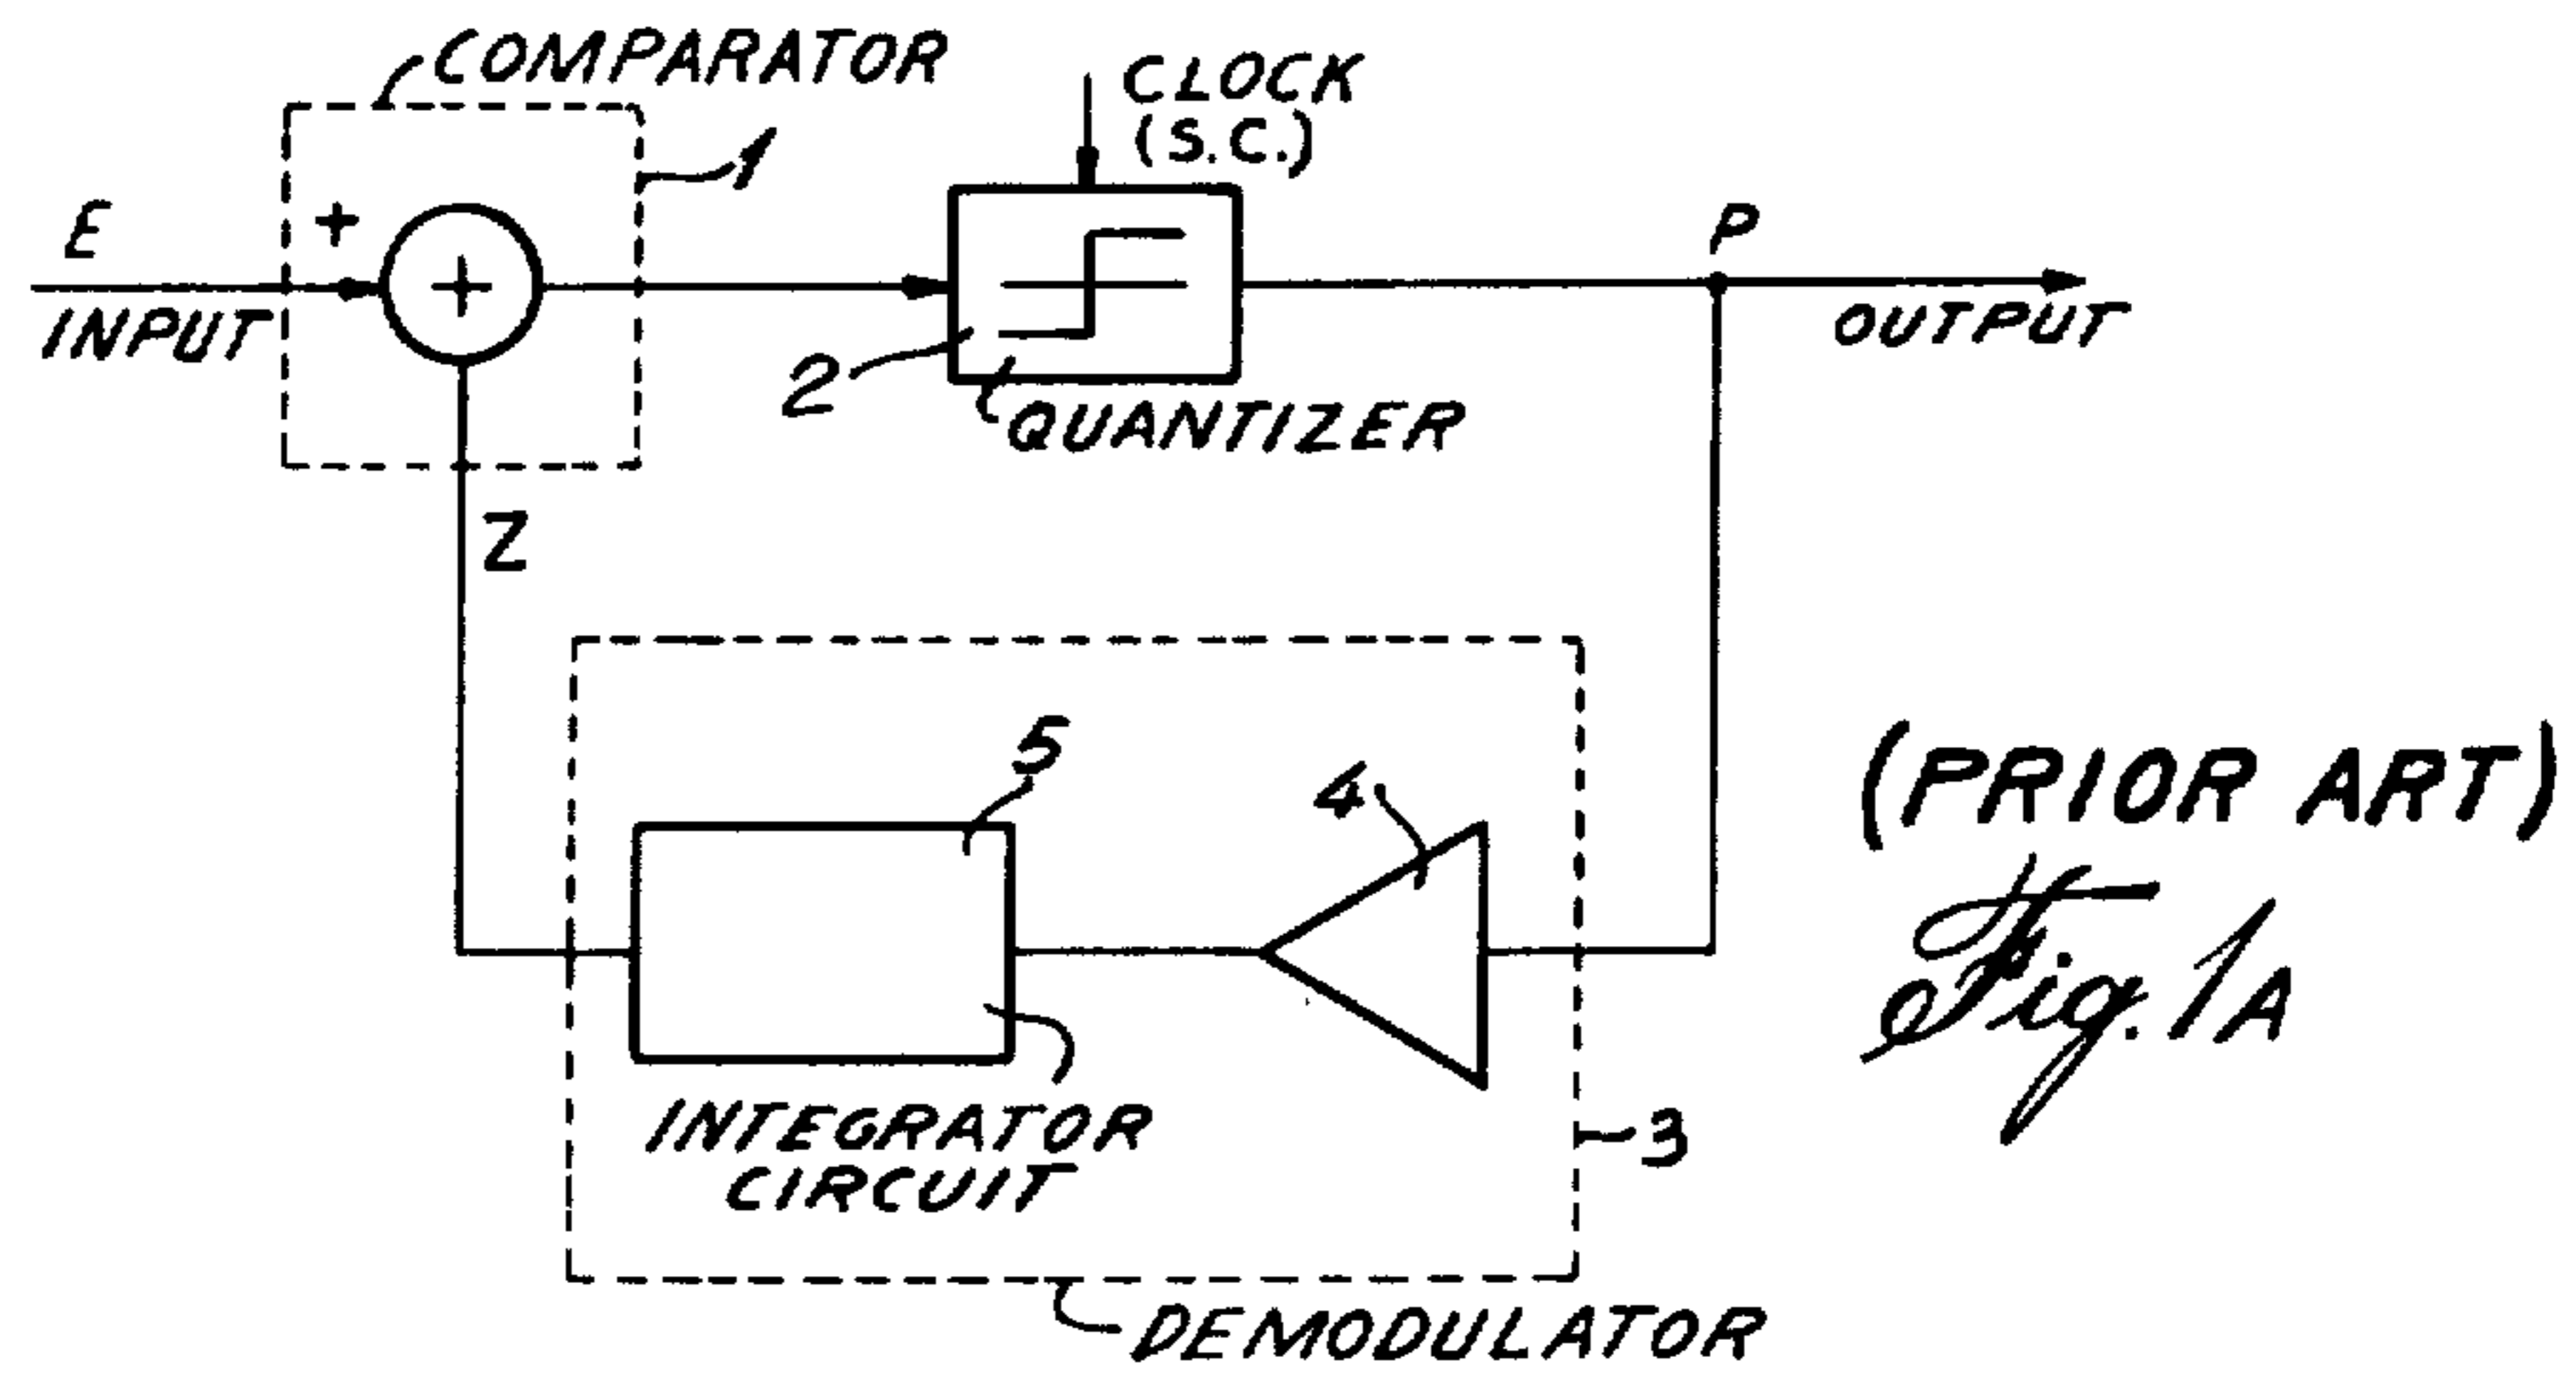 COMPARATOR
CLOCK
(S.C.)
1
E
+
+
P
INPUT
OUTPUT
2
QUANTIZER
Z
5
4
(PRIOR ART)
Fig. 1A
INTEGRATOR
CIRCUIT
3
DEMODULATOR